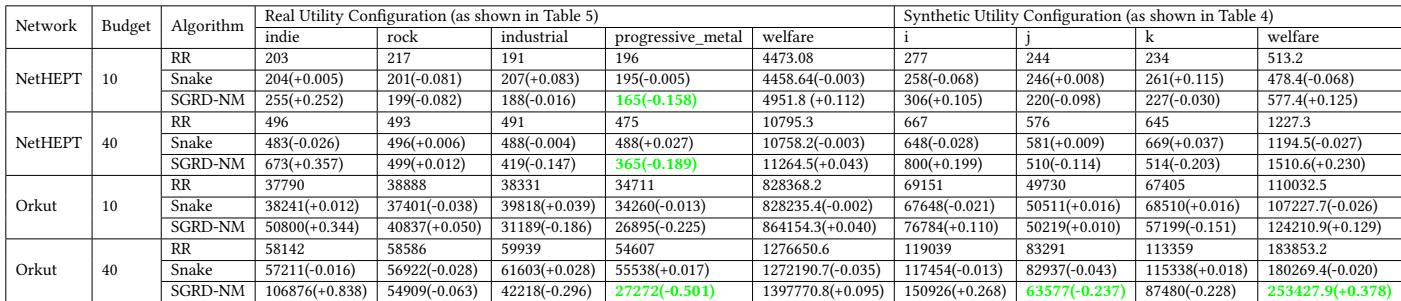 Network Budget Algorithm Real Utility Configuration (as shown in Table 5) Synthetic Utility Configuration (as shown in Table 4)
indie rock industrial progressive_metal welfare i j k welfare
NetHEPT 10 RR 203 217 191 196 4473.08 277 244 234 513.2
Snake 204(+0.005) 201(-0.081) 207(+0.083) 195(-0.005) 4458.64(-0.003) 258(-0.068) 246(+0.008) 261(+0.115) 478.4(-0.068)
SGRD-NM 255(+0.252) 199(-0.082) 188(-0.016) 165(-0.158) 4951.8 (+0.112) 306(+0.105) 220(-0.098) 227(-0.030) 577.4(+0.125)
NetHEPT 40 RR 496 493 491 475 10795.3 667 576 645 1227.3
Snake 483(-0.026) 496(+0.006) 488(-0.004) 488(+0.027) 10758.2(-0.003) 648(-0.028) 581(+0.009) 669(+0.037) 1194.5(-0.027)
SGRD-NM 673(+0.357) 499(+0.012) 419(-0.147) 365(-0.189) 11264.5(+0.043) 800(+0.199) 510(-0.114) 514(-0.203) 1510.6(+0.230)
Orkut 10 RR 37790 38888 38331 34711 828368.2 69151 49730 67405 110032.5
Snake 38241(+0.012) 37401(-0.038) 39818(+0.039) 34260(-0.013) 828235.4(-0.002) 67648(-0.021) 50511(+0.016) 68510(+0.016) 107227.7(-0.026)
SGRD-NM 50800(+0.344) 40837(+0.050) 31189(-0.186) 26895(-0.225) 864154.3(+0.040) 76784(+0.110) 50219(+0.010) 57199(-0.151) 124210.9(+0.129)
Orkut 40 RR 58142 58586 59939 54607 1276650.6 119039 83291 113359 183853.2
Snake 57211(-0.016) 56922(-0.028) 61603(+0.028) 55538(+0.017) 1272190.7(-0.035) 117454(-0.013) 82937(-0.043) 115338(+0.018) 180269.4(-0.020)
SGRD-NM 106876(+0.838) 54909(-0.063) 42218(-0.296) 27272(-0.501) 1397770.8(+0.095) 150926(+0.268) 63577(-0.237) 87480(-0.228) 253427.9(+0.378)